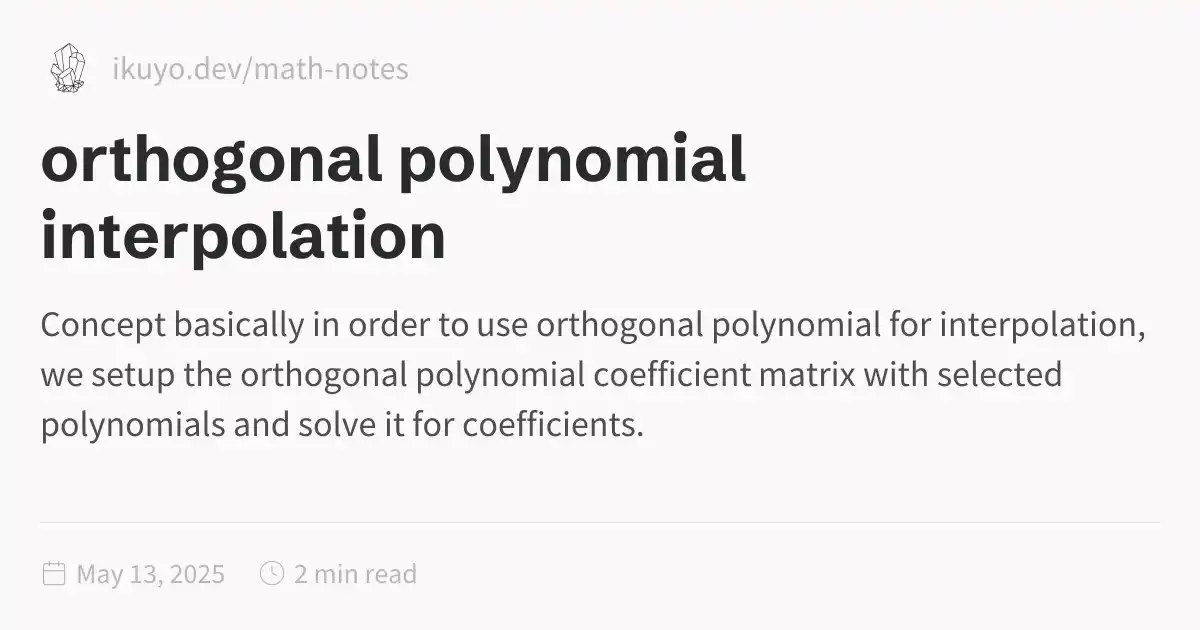 ikuyo.dev/math-notes
orthogonal polynomial
interpolation
Concept basically in order to use orthogonal polynomial for interpolation,
we setup the orthogonal polynomial coefficient matrix with selected
polynomials and solve it for coefficients.
May 13, 2025 2 min read